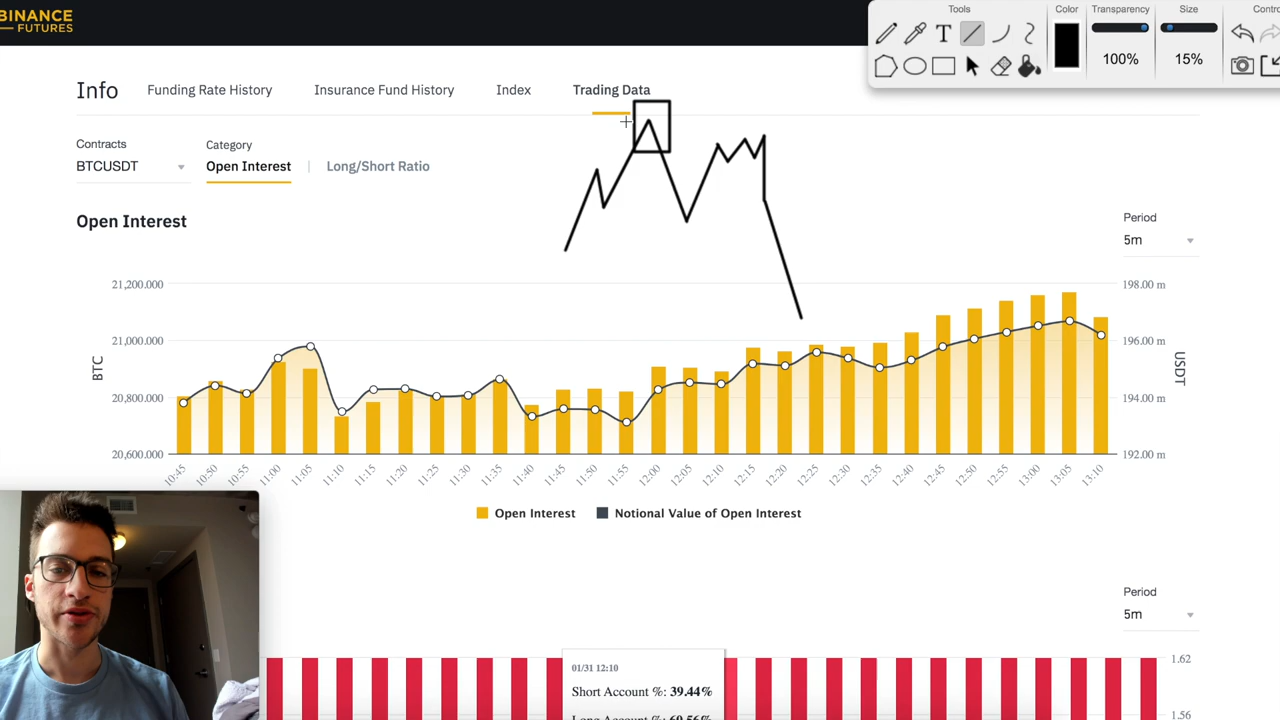 BINANCE
FUTURES
Tools
Color
Transparency
Size
T
100%
15%
Info
Funding Rate History
Insurance Fund History
Index
Trading Data
Contracts
Category
BTCUSDT
Open Interest
Long/Short Ratio
Open Interest
Period
5m
21,200.000
198.00 m
21,000.000
196.00 m
BTC
USDT
20,800.000
194.00 m
20,600.000
192.00 m
10:45 10:50 10:55 11:00 11:05 11:10 11:15 11:20 11:25 11:30 11:35 11:40 11:45 11:50 11:55 12:00 12:05 12:10 12:15 12:20 12:25 12:30 12:35 12:40 12:45 12:50 12:55 13:00 13:05 13:10
Open Interest
Notional Value of Open Interest
Period
5m
1.62
01/31 12:10
Short Account %: 39.44%
Long Account %: 60.56%
1.56